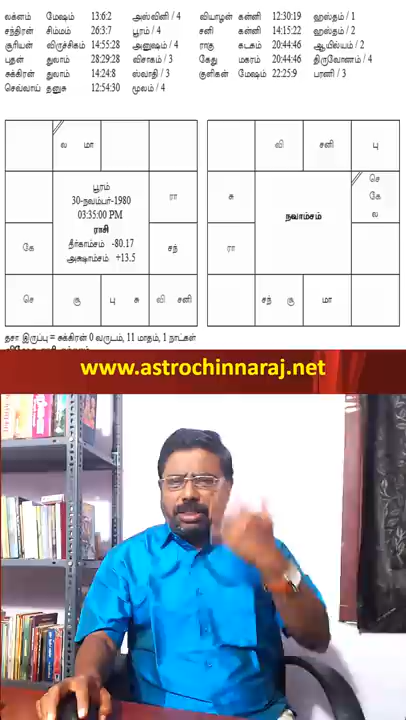 லக்னம் மேஷம் 13:6:2 அஸ்வினி / 4 வியாழன் கன்னி 12:30:19 ஹஸ்தம் / 1
சந்திரன் சிம்மம் 26:3:7 பூரம் / 4 சனி கன்னி 14:15:22 ஹஸ்தம் / 2
சூரியன் விருச்சிகம் 14:55:28 அனுஷம் / 4 ராகு கடகம் 20:44:46 ஆயில்யம் / 2
புதன் துலாம் 28:29:28 விசாகம் / 3 கேது மகரம் 20:44:46 திருவோணம் / 4
சுக்கிரன் துலாம் 14:24:8 ஸ்வாதி / 3 குளிகன் மேஷம் 22:25:9 பரணி / 3
செவ்வாய் தனுசு 12:54:30 மூலம் / 4
ல மா
பூரம்
30-நவம்பர்-1980
03:35:00 PM
ராசி
தீர்காம்சம் -80.17
அக்ஷாம்சம் +13.5
ரா
கே
சந்
செ சூ பு சு வி சனி
வி சனி பு
சு
செ
கே
ல
நவாம்சம்
ரா
சந் சூ மா
தசா இருப்பு = சுக்கிரன் 0 வருடம், 11 மாதம், 1 நாட்கள்
www.astrochinnaraj.net